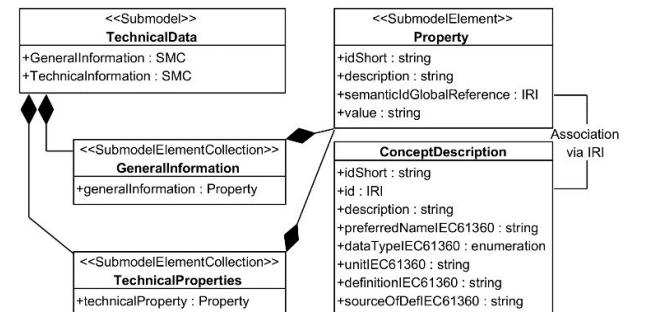 <<Submodel>>
TechnicalData
+GeneralInformation : SMC
+TechnicaInformation : SMC
<<SubmodelElement>>
Property
+idShort : string
+description : string
+semanticIdGlobalReference : IRI
+value : string
Association
via IRI
<<SubmodelElementCollection>>
GeneralInformation
+generalInformation : Property
ConceptDescription
+idShort : string
+id : IRI
+description : string
+preferredNameIEC61360 : string
+dataTypeIEC61360 : enumeration
+unitIEC61360 : string
+definitionIEC61360 : string
+sourceOfDefIEC61360 : string
<<SubmodelElementCollection>>
TechnicalProperties
+technicalProperty : Property